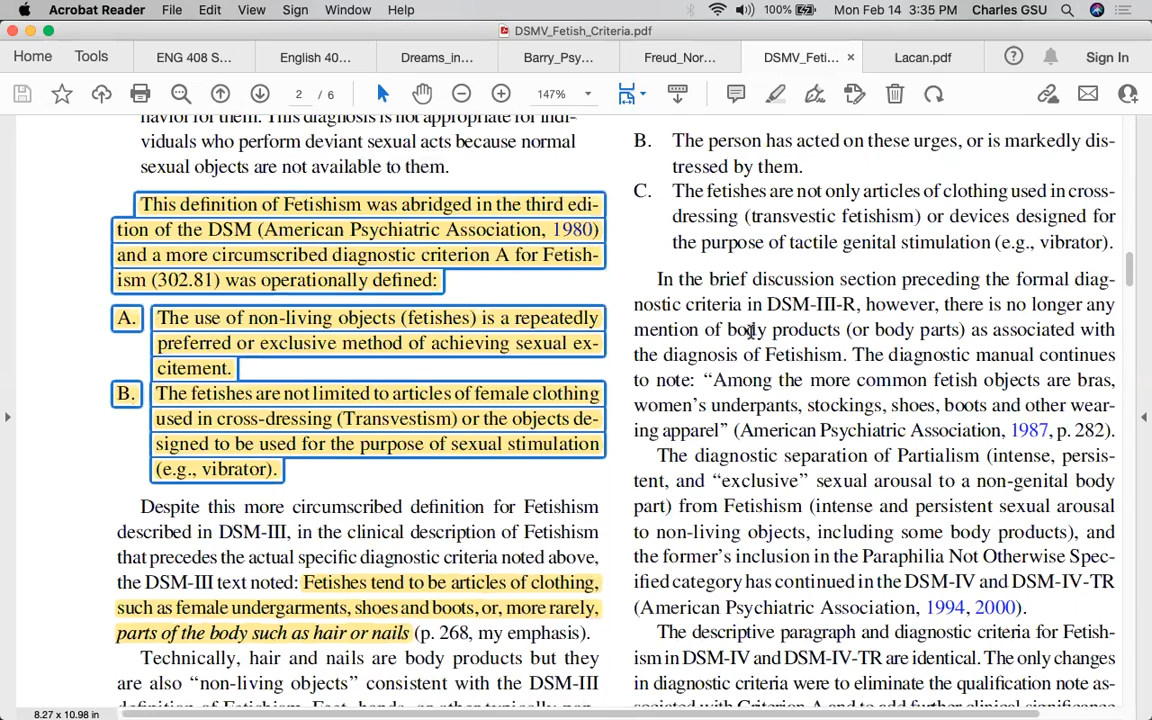 Acrobat Reader File Edit View Sign Window Help 100% Mon Feb 14 3:35 PM Charles GSU
DSMV_Fetish_Criteria.pdf
Home Tools ENG 408 S... English 40... Dreams_in... Barry_Psy... Freud_Nor... DSMV_Feti... × Lacan.pdf ? Sign In
2 / 6 147%
havior for them. This diagnosis is not appropriate for indi-
viduals who perform deviant sexual acts because normal
sexual objects are not available to them.
This definition of Fetishism was abridged in the third edi-
tion of the DSM (American Psychiatric Association, 1980)
and a more circumscribed diagnostic criterion A for Fetish-
ism (302.81) was operationally defined:
A. The use of non-living objects (fetishes) is a repeatedly
preferred or exclusive method of achieving sexual ex-
citement.
B. The fetishes are not limited to articles of female clothing
used in cross-dressing (Transvestism) or the objects de-
signed to be used for the purpose of sexual stimulation
(e.g., vibrator).
Despite this more circumscribed definition for Fetishism
described in DSM-III, in the clinical description of Fetishism
that precedes the actual specific diagnostic criteria noted above,
the DSM-III text noted: Fetishes tend to be articles of clothing,
such as female undergarments, shoes and boots, or, more rarely,
parts of the body such as hair or nails (p. 268, my emphasis).
Technically, hair and nails are body products but they
are also “non-living objects” consistent with the DSM-III
B. The person has acted on these urges, or is markedly dis-
tressed by them.
C. The fetishes are not only articles of clothing used in cross-
dressing (transvestic fetishism) or devices designed for
the purpose of tactile genital stimulation (e.g., vibrator).
In the brief discussion section preceding the formal diag-
nostic criteria in DSM-III-R, however, there is no longer any
mention of body products (or body parts) as associated with
the diagnosis of Fetishism. The diagnostic manual continues
to note: “Among the more common fetish objects are bras,
women’s underpants, stockings, shoes, boots and other wear-
ing apparel” (American Psychiatric Association, 1987, p. 282).
The diagnostic separation of Partialism (intense, persis-
tent, and “exclusive” sexual arousal to a non-genital body
part) from Fetishism (intense and persistent sexual arousal
to non-living objects, including some body products), and
the former’s inclusion in the Paraphilia Not Otherwise Spec-
ified category has continued in the DSM-IV and DSM-IV-TR
(American Psychiatric Association, 1994, 2000).
The descriptive paragraph and diagnostic criteria for Fetish-
ism in DSM-IV and DSM-IV-TR are identical. The only changes
in diagnostic criteria were to eliminate the qualification note as-
sociated with Criterion A and to add further clinical significance
8.27 x 10.98 in